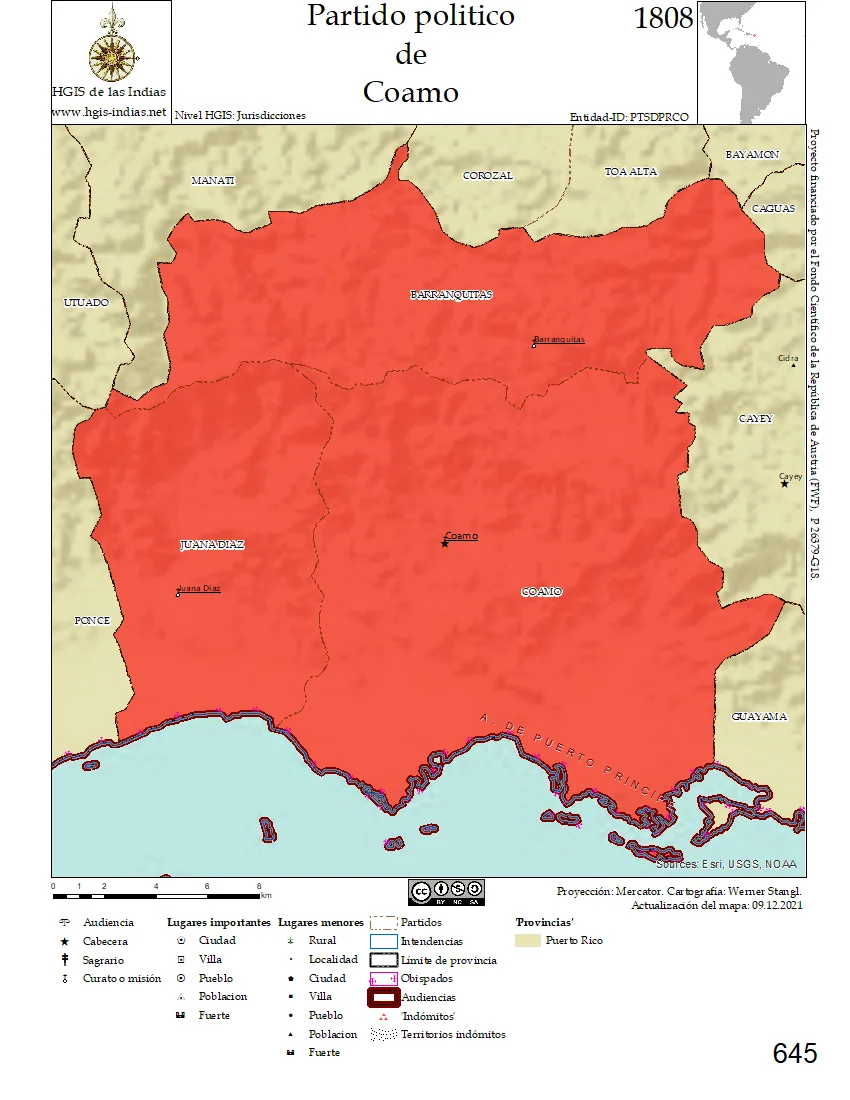 Partido politico
de
Coamo
1808
HGIS de las Indias
www.hgis-indias.net
Nivel HGIS: Jurisdicciones
Entidad-ID: PTSDPRCO
Proyecto financiado por el Fondo Científico de la República de Austria (FWF), P 26379-G18.
BAYAMON
MANATI
COROZAL
TOA ALTA
CAGUAS
BARRANQUITAS
UTUADO
Barranquitas
Cidra
CAYEY
Cayey
Coamo
JUANA DIAZ
Juana Diaz
COAMO
PONCE
GUAYAMA
A. DE PUERTO PRINCI
Sources: Esri, USGS, NOAA
0 1 2 4 6 8
km
CC BY NC SA
Proyección: Mercator. Cartografía: Werner Stangl.
Actualización del mapa: 09.12.2021
Audiencia
Cabecera
Sagrario
Curato o misión
Lugares importantes
Ciudad
Villa
Pueblo
Poblacion
Fuerte
Lugares menores
Rural
Localidad
Ciudad
Villa
Pueblo
Poblacion
Fuerte
Partidos
Intendencias
Límite de provincia
Obispados
Audiencias
'Indómitos'
Territorios indómitos
'Provincias'
Puerto Rico
645